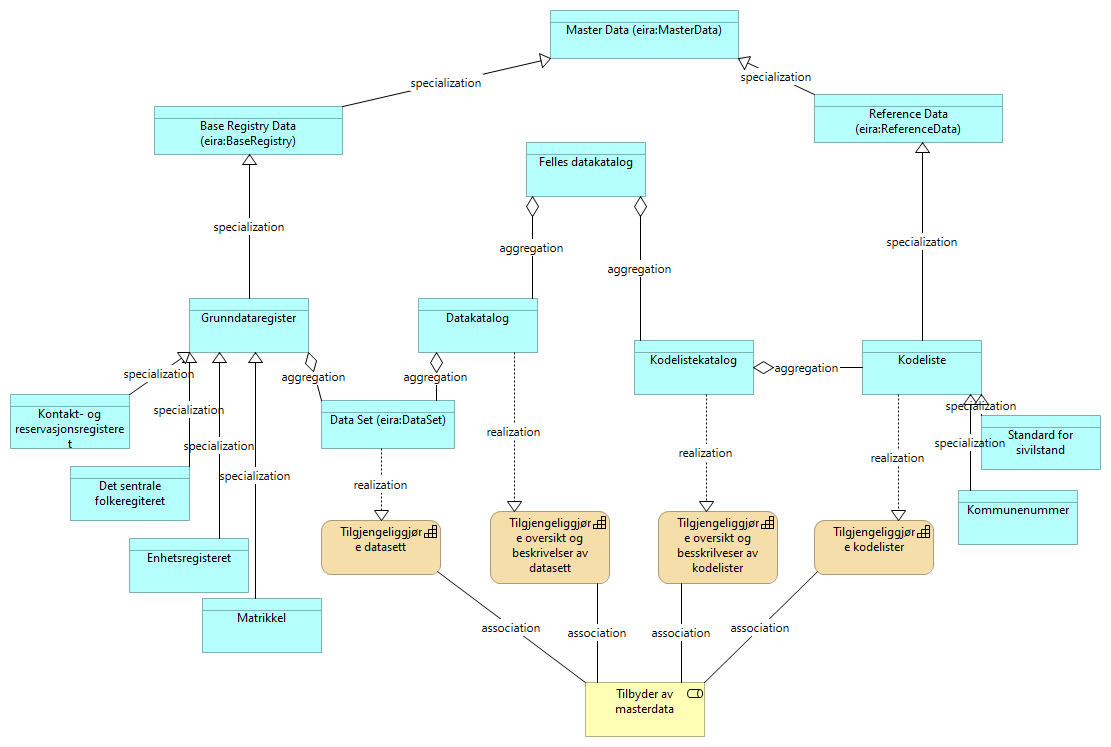 Master Data (eira:MasterData)
specialization
specialization
Base Registry Data
(eira:BaseRegistry)
Reference Data
(eira:ReferenceData)
Felles datakatalog
specialization
aggregation
aggregation
specialization
Grunndataregister
Datakatalog
Kodelistekatalog
Kodeliste
aggregation
specialization
aggregation
aggregation
Kontakt- og
reservasjonsregistere
t
specialization
Data Set (eira:DataSet)
specialization
Standard for
sivilstand
specialization
specialization
realization
realization
specialization
realization
realization
Det sentrale
folkeregiteret
Kommunenummer
Enhetsregisteret
Matrikkel
Tilgjengeliggjør
e datasett
Tilgjengeliggjør
e oversikt og
beskrivelser av
datasett
Tilgjengeliggjør
e oversikt og
besskrilveser av
kodelister
Tilgjengeliggjør
e kodelister
association
association
association
association
Tilbyder av
masterdata